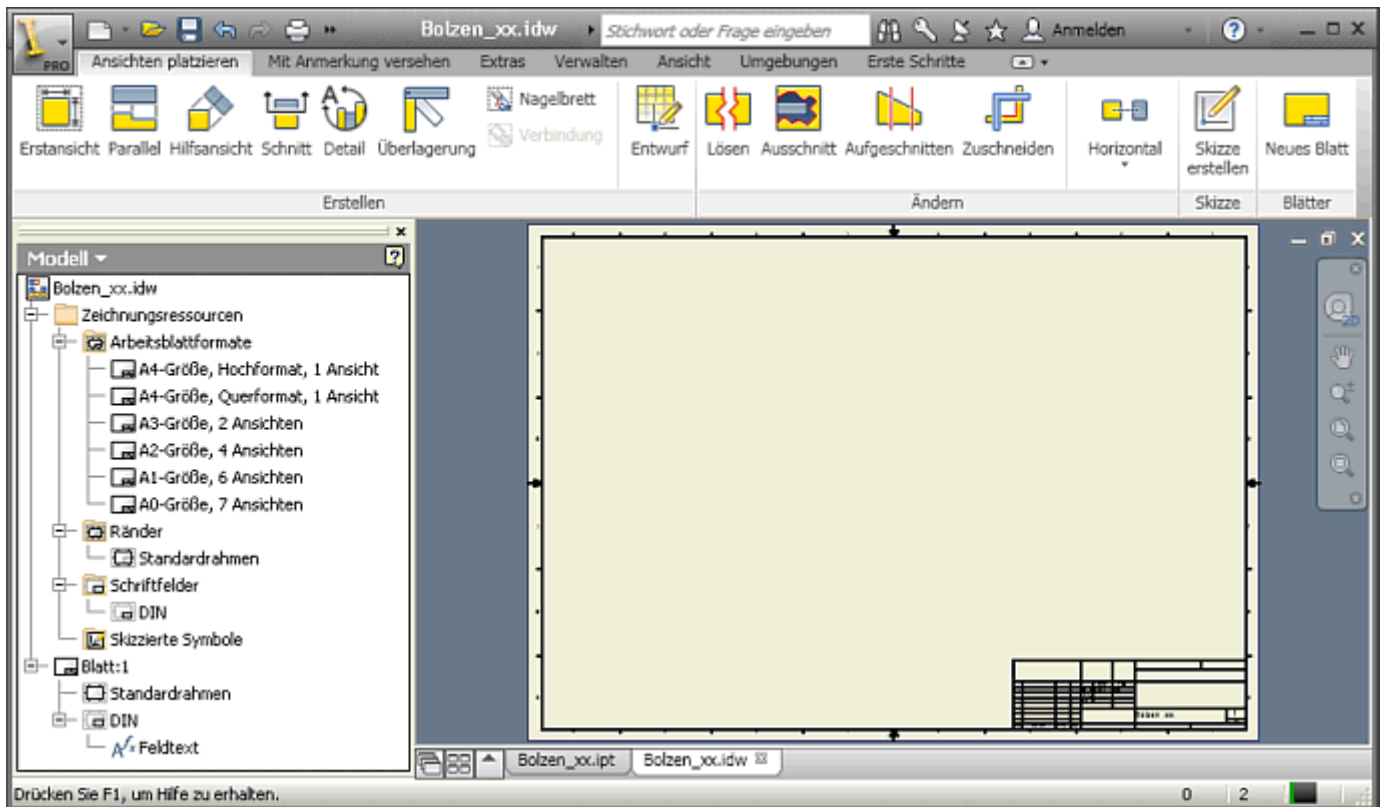 Bolzen_xx.idw
Stichwort oder Frage eingeben
Anmelden
PRO
Ansichten platzieren
Mit Anmerkung versehen
Extras
Verwalten
Ansicht
Umgebungen
Erste Schritte
Erstansicht
Parallel
Hilfsansicht
Schnitt
A
Detail
Überlagerung
Nagelbrett
Verbindung
Entwurf
Lösen
Ausschnitt
Aufgeschnitten
Zuschneiden
Horizontal
Skizze
erstellen
Neues Blatt
Erstellen
Ändern
Skizze
Blätter
Modell
Bolzen_xx.idw
Zeichnungsressourcen
Arbeitsblattformate
A4-Größe, Hochformat, 1 Ansicht
A4-Größe, Querformat, 1 Ansicht
A3-Größe, 2 Ansichten
A2-Größe, 4 Ansichten
A1-Größe, 6 Ansichten
A0-Größe, 7 Ansichten
Ränder
Standardrahmen
Schriftfelder
DIN
Skizzierte Symbole
Blatt:1
Standardrahmen
DIN
Feldtext
2D
Bolzen_xx.ipt
Bolzen_xx.idw
Drücken Sie F1, um Hilfe zu erhalten.
0 2